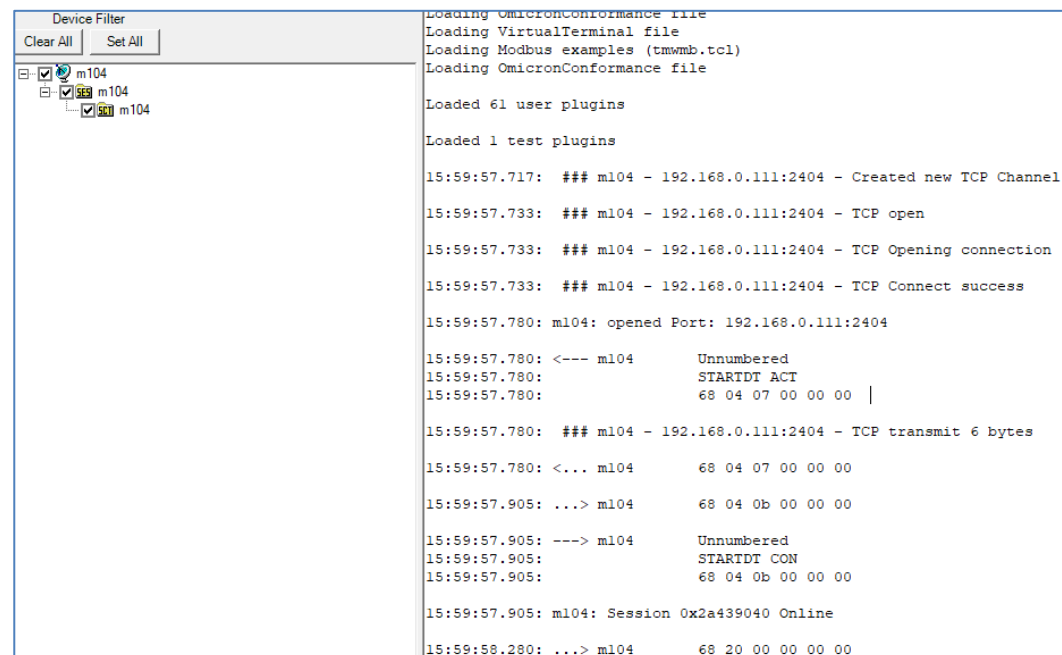 Device Filter
Clear All Set All
m104
SES m104
SCT m104
Loading OmicronConformance file
Loading VirtualTerminal file
Loading Modbus examples (tmwmb.tcl)
Loading OmicronConformance file
Loaded 61 user plugins
Loaded 1 test plugins
15:59:57.717:  ### m104 - 192.168.0.111:2404 - Created new TCP Channel
15:59:57.733:  ### m104 - 192.168.0.111:2404 - TCP open
15:59:57.733:  ### m104 - 192.168.0.111:2404 - TCP Opening connection
15:59:57.733:  ### m104 - 192.168.0.111:2404 - TCP Connect success
15:59:57.780: m104: opened Port: 192.168.0.111:2404
15:59:57.780: <--- m104 Unnumbered
15:59:57.780: STARTDT ACT
15:59:57.780: 68 04 07 00 00 00
15:59:57.780:  ### m104 - 192.168.0.111:2404 - TCP transmit 6 bytes
15:59:57.780: <... m104 68 04 07 00 00 00
15:59:57.905: ...> m104 68 04 0b 00 00 00
15:59:57.905: ---> m104 Unnumbered
15:59:57.905: STARTDT CON
15:59:57.905: 68 04 0b 00 00 00
15:59:57.905: m104: Session 0x2a439040 Online
15:59:58.280: ...> m104 68 20 00 00 00 00